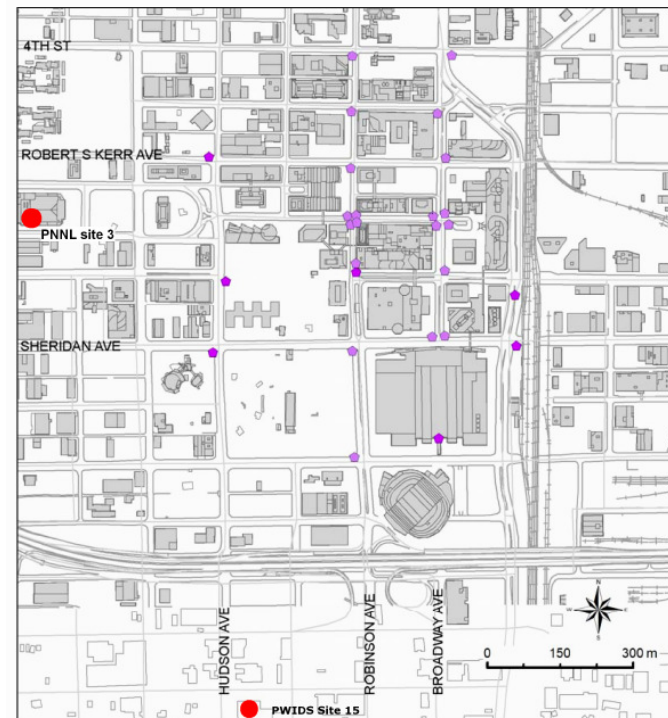 4TH ST
ROBERT S KERR AVE
PNNL site 3
SHERIDAN AVE
HUDSON AVE
ROBINSON AVE
BROADWAY AVE
N
S
0 150 300 m
PWIDS Site 15